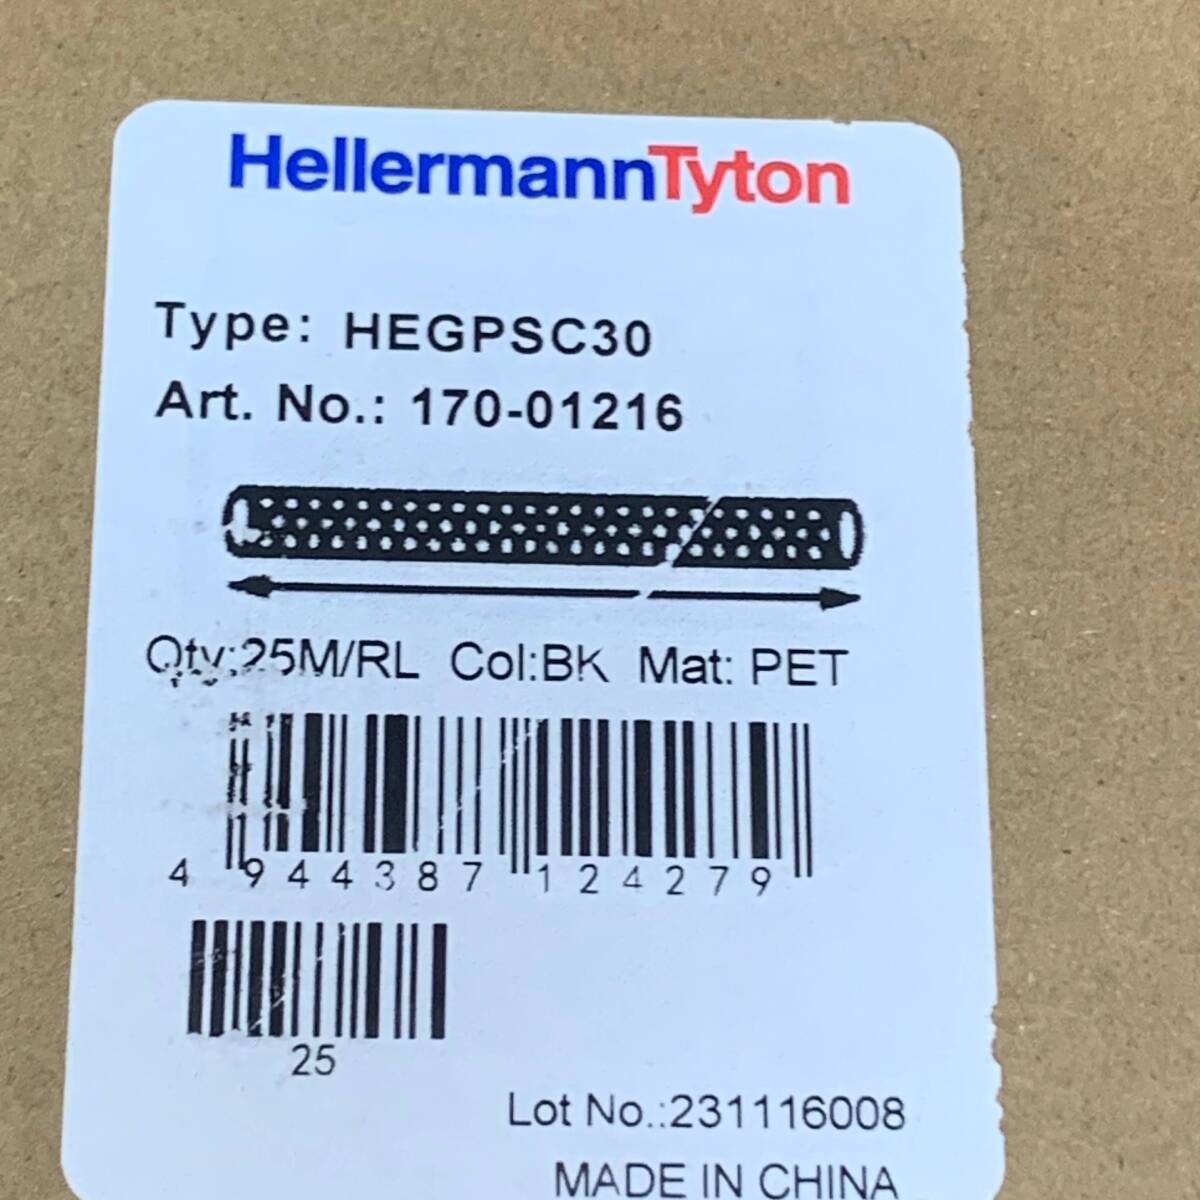 HellermannTyton
Type: HEGPSC30
Art. No.: 170-01216
Qty:25M/RL Col:BK Mat: PET
4 944387 124279
25
Lot No.:231116008
MADE IN CHINA